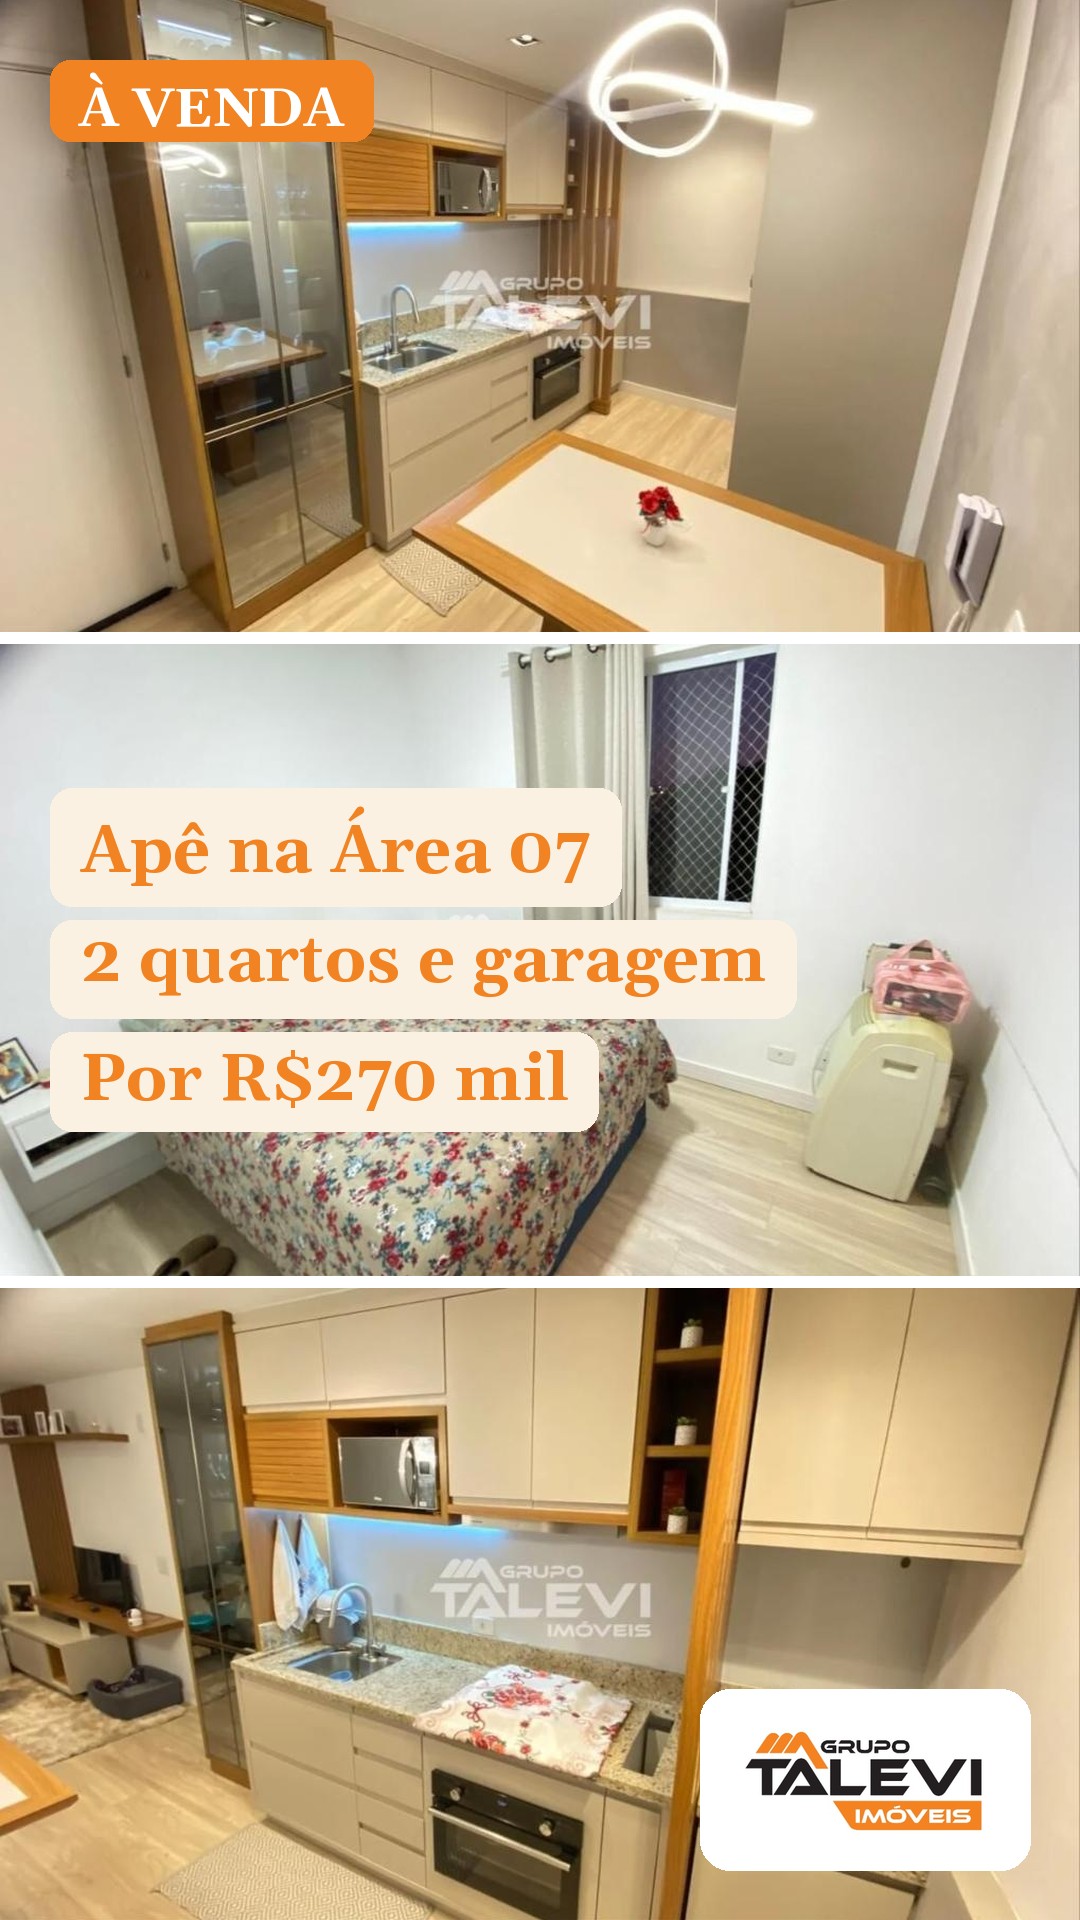 À VENDA
GRUPO
TALEVI
IMÓVEIS
Apê na Área 07
2 quartos e garagem
Por R$270 mil
GRUPO
TALEVI
IMÓVEIS
GRUPO
TALEVI
IMÓVEIS